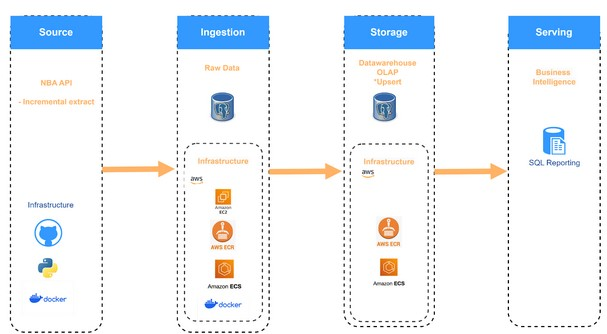 Source
NBA API
- Incremental extract
Infrastructure
docker
Ingestion
Raw Data
Infrastructure
aws
Amazon
EC2
AWS ECR
Amazon ECS
docker
Storage
Datawarehouse
OLAP
*Upsert
Infrastructure
aws
AWS ECR
Amazon ECS
Serving
Business
Intelligence
SQL Reporting